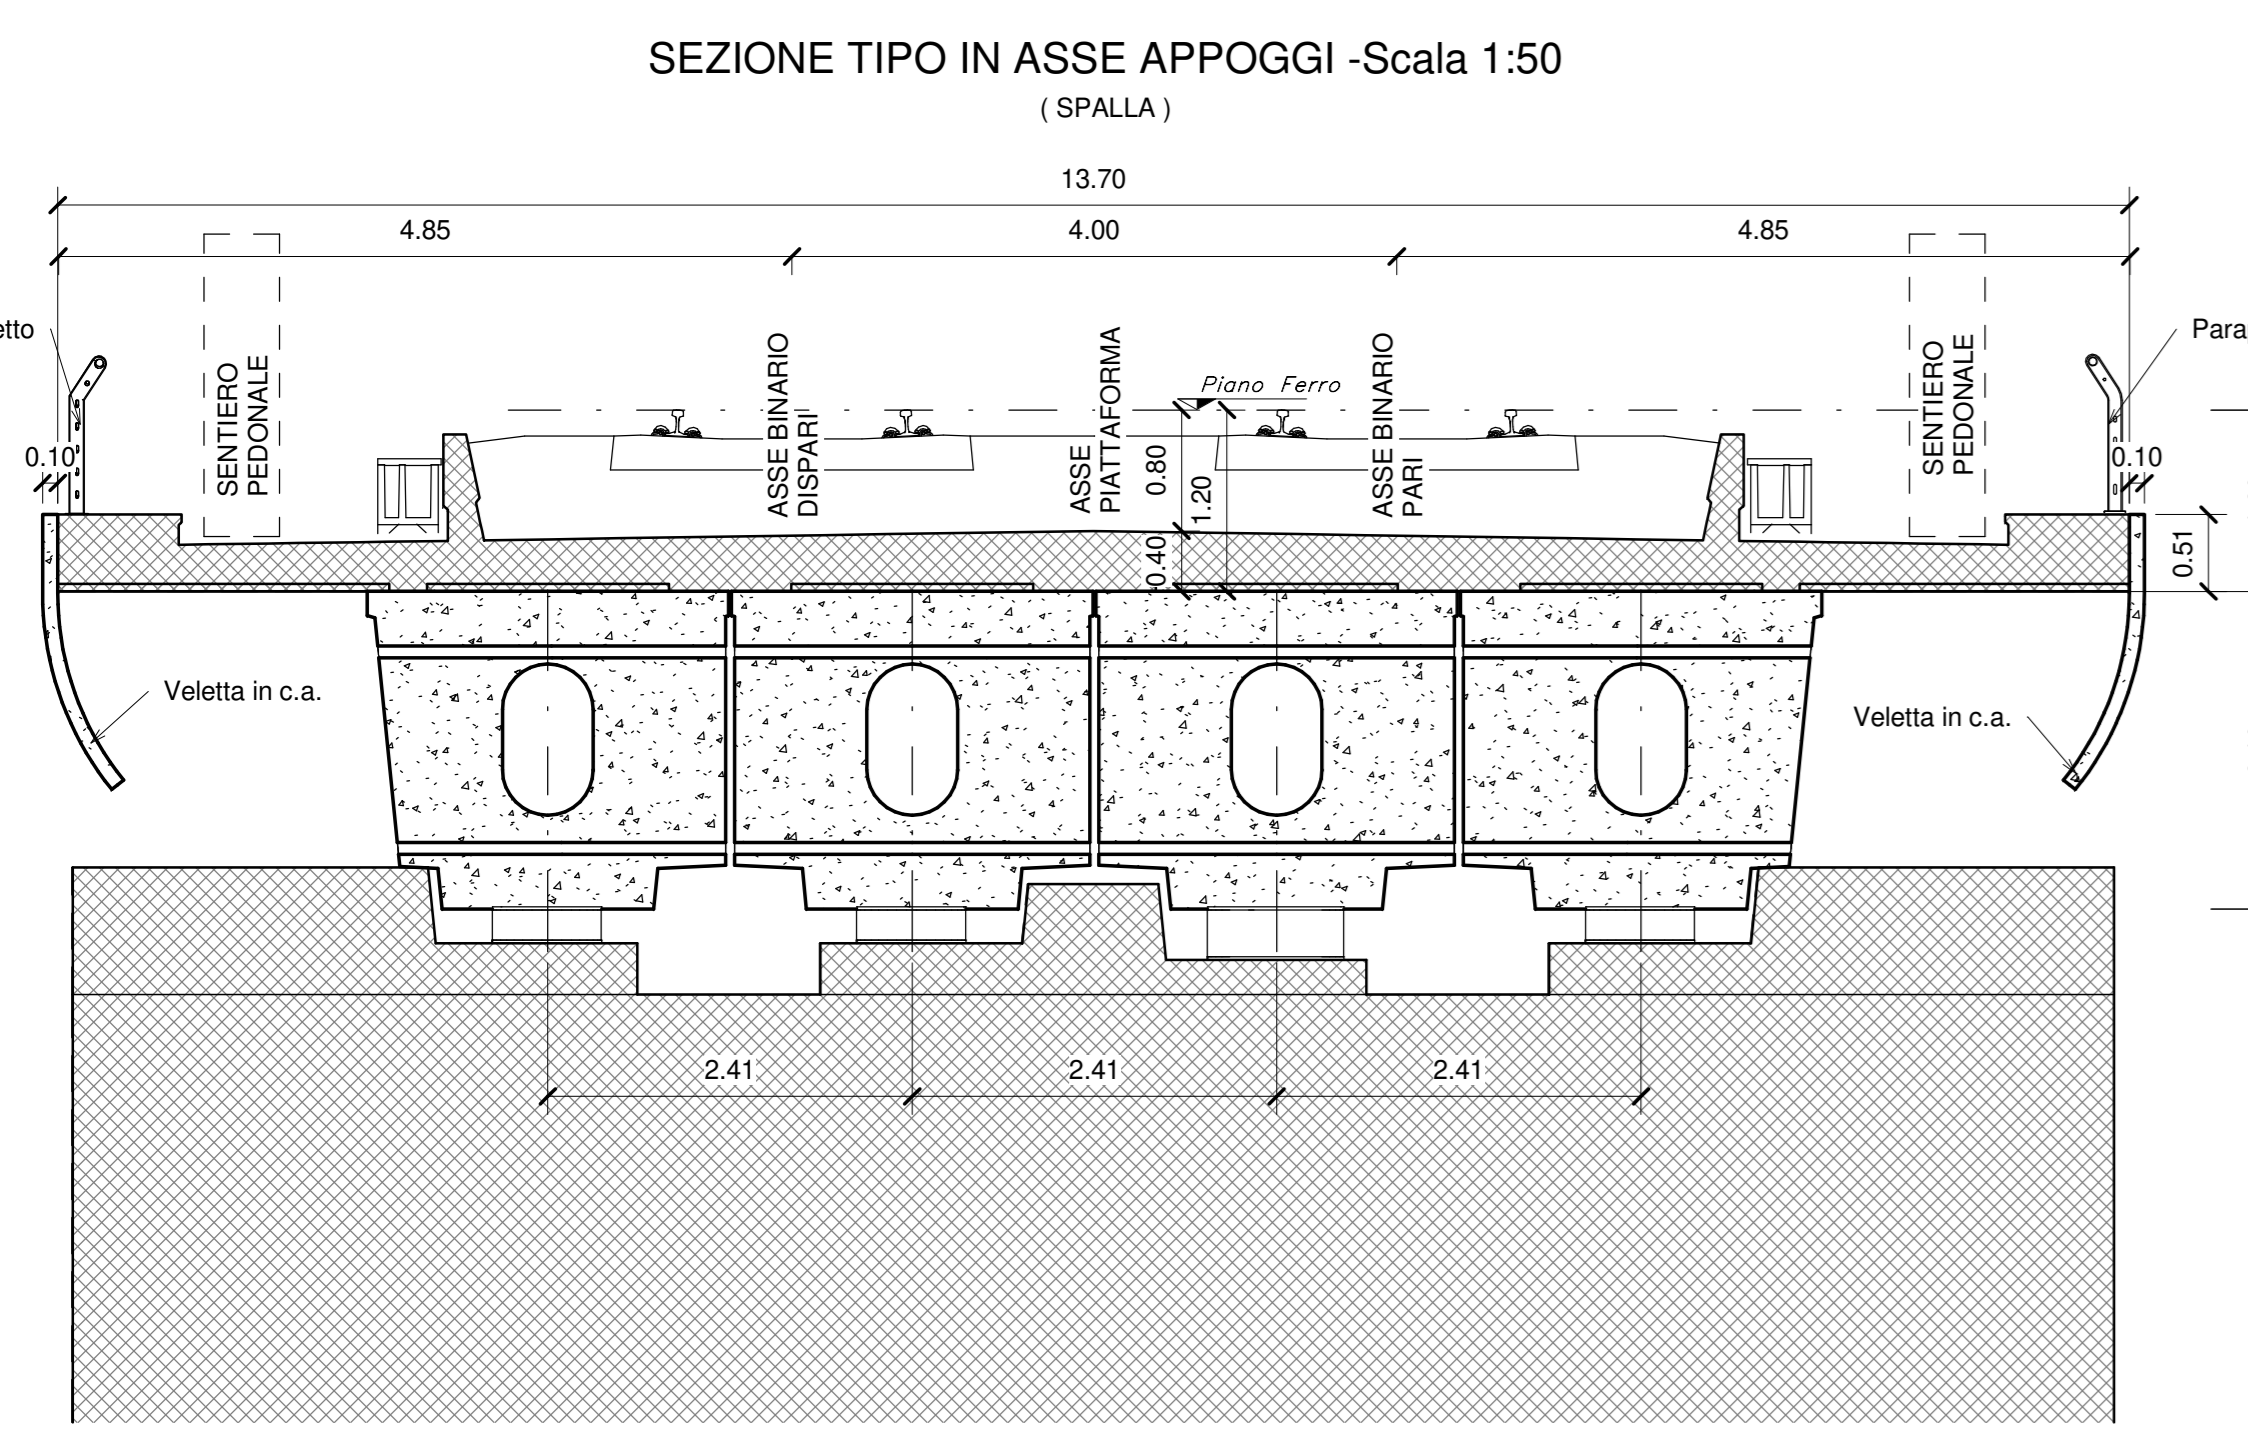 SEZIONE TIPO IN ASSE APPOGGI -Scala 1:50
( SPALLA )
13.70
4.85
4.00
4.85
etto
SENTIERO
PEDONALE
ASSE BINARIO
DISPARI
ASSE
PIATTAFORMA
Piano Ferro
ASSE BINARIO
PARI
SENTIERO
PEDONALE
Para
0.10
0.80
1.20
0.40
0.10
0.51
Veletta in c.a.
Veletta in c.a.
2.41
2.41
2.41